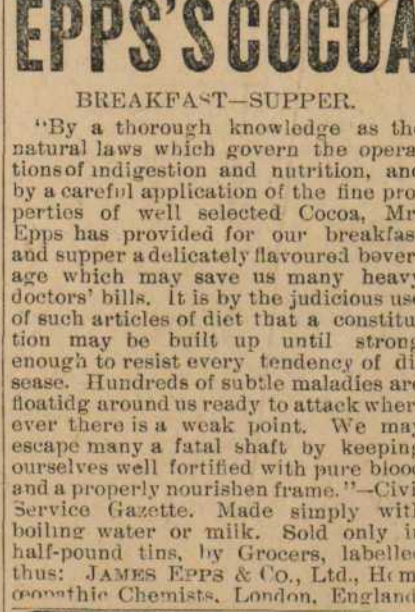 EPPS'S COCOA
BREAKFAST—SUPPER.
"By a thorough knowledge as the
natural laws which govern the opera
tions of indigestion and nutrition, and
by a careful application of the fine pro
perties of well selected Cocoa, Mr
Epps has provided for our breakfas
and supper a delicately flavoured bever
age which may save us many heavy
doctors' bills. It is by the judicious use
of such articles of diet that a constitu
tion may be built up until strong
enough to resist every tendency of di
sease. Hundreds of subtle maladies are
floatidg around us ready to attack wher
ever there is a weak point. We may
escape many a fatal shaft by keeping
ourselves well fortified with pure blood
and a properly nourishen frame."—Civi
Service Gazette. Made simply with
boiling water or milk. Sold only in
half-pound tins, by Grocers, labelled
thus: JAMES EPPS & Co., Ltd., Hom
œopathic Chemists, London, England